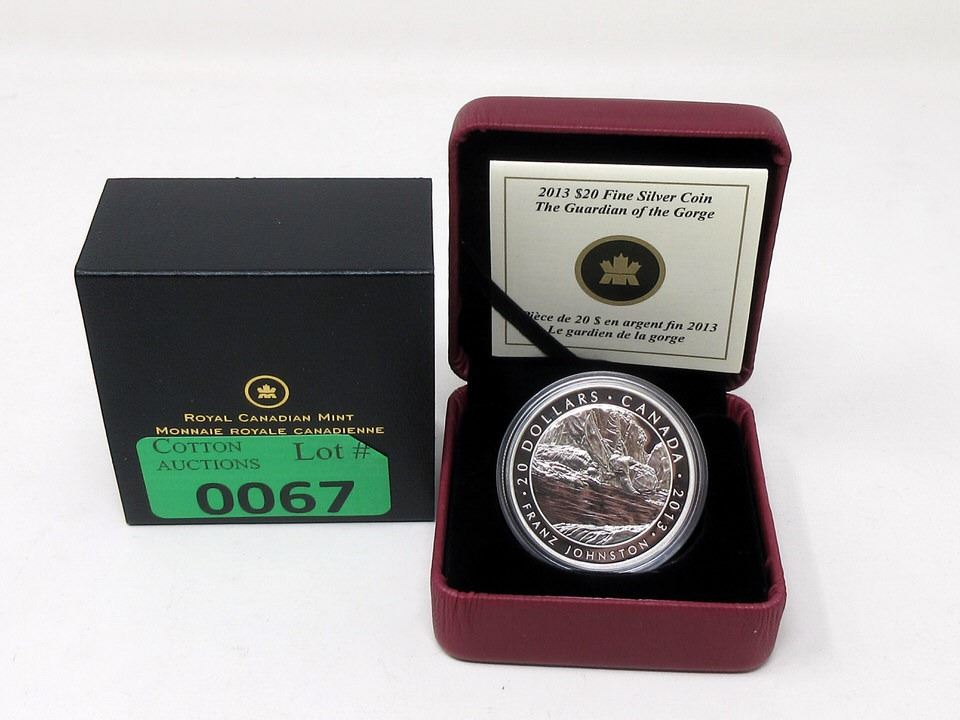 ROYAL CANADIAN MINT
MONNAIE ROYALE CANADIENNE
COTTON
AUCTIONS
Lot #
0067
2013 $20 Fine Silver Coin
The Guardian of the Gorge
ièce de 20 $ en argent fin 2013
Le gardien de la gorge
20 DOLLARS · CANADA · 2013 ·
FRANZ JOHNSTON